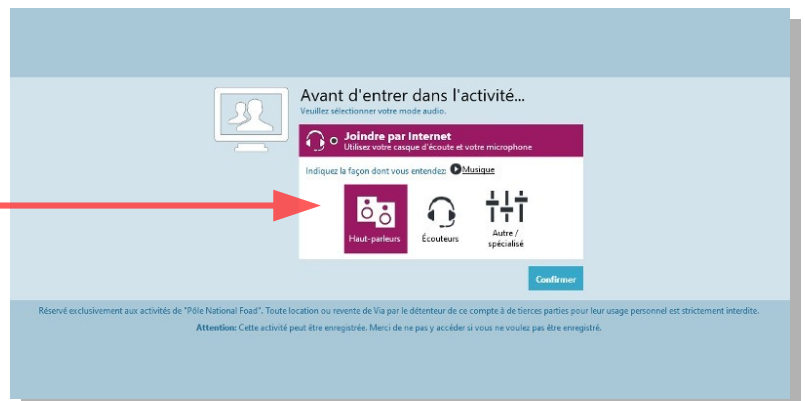 Avant d'entrer dans l'activité...
Veuillez sélectionner votre mode audio.
Joindre par Internet
Utilisez votre casque d'écoute et votre microphone
Indiquez la façon dont vous entendez: Musique
Haut-parleurs
Écouteurs
Autre /
spécialisé
Confirmer
Réservé exclusivement aux activités de "Pôle National Foad". Toute location ou revente de Via par le détenteur de ce compte à de tierces parties pour leur usage personnel est strictement interdite.
Attention: Cette activité peut être enregistrée. Merci de ne pas y accéder si vous ne voulez pas être enregistré.